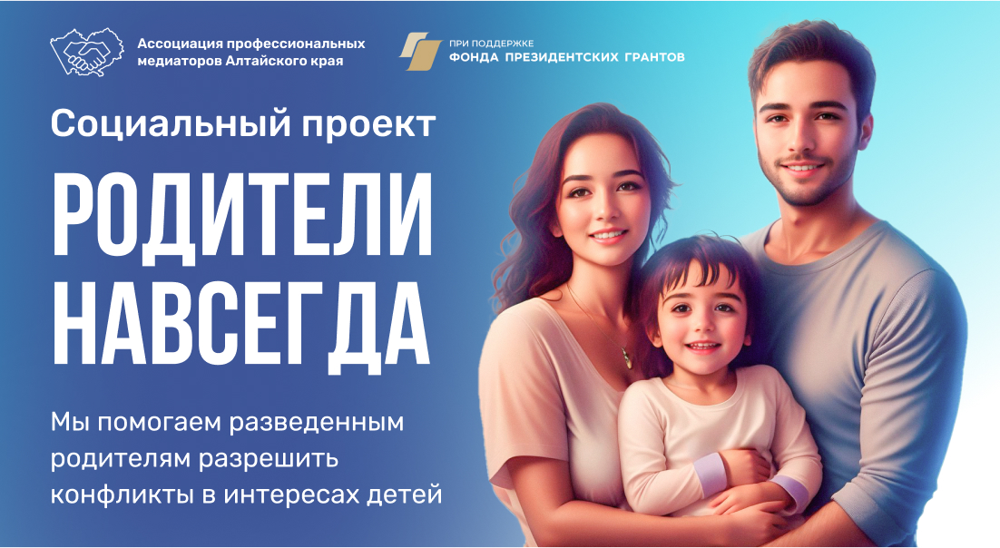 Ассоциация профессиональных
медиаторов Алтайского края
ПРИ ПОДДЕРЖКЕ
ФОНДА ПРЕЗИДЕНТСКИХ ГРАНТОВ
Социальный проект
РОДИТЕЛИ
НАВСЕГДА
Мы помогаем разведенным
родителям разрешить
конфликты в интересах детей